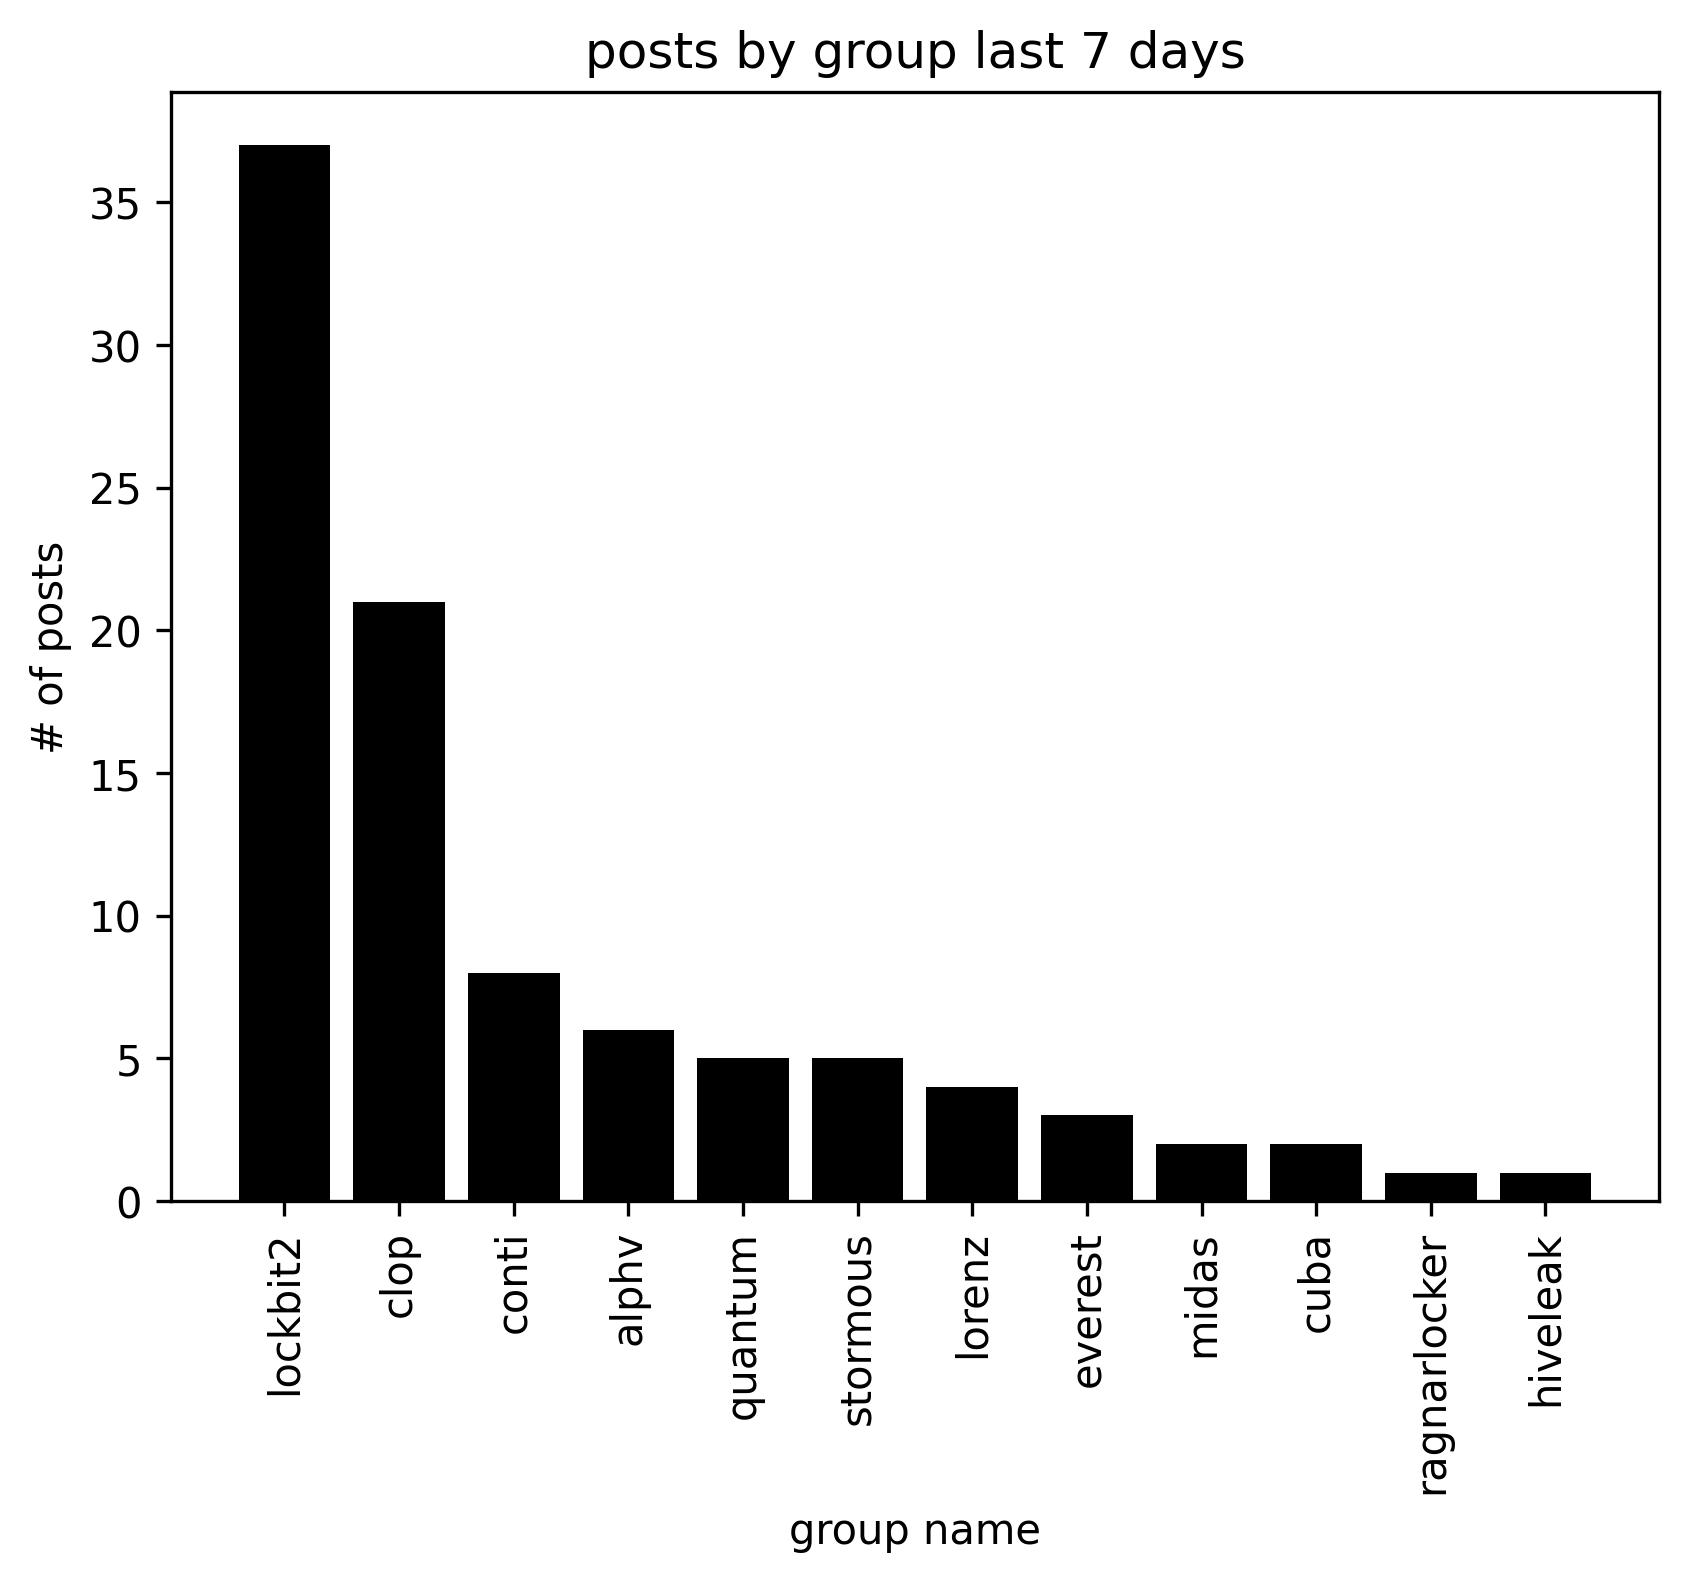 posts by group last 7 days
# of posts
35
30
25
20
15
10
5
0
lockbit2
clop
conti
alphv
quantum
stormous
lorenz
everest
midas
cuba
ragnarlocker
hiveleak
group name